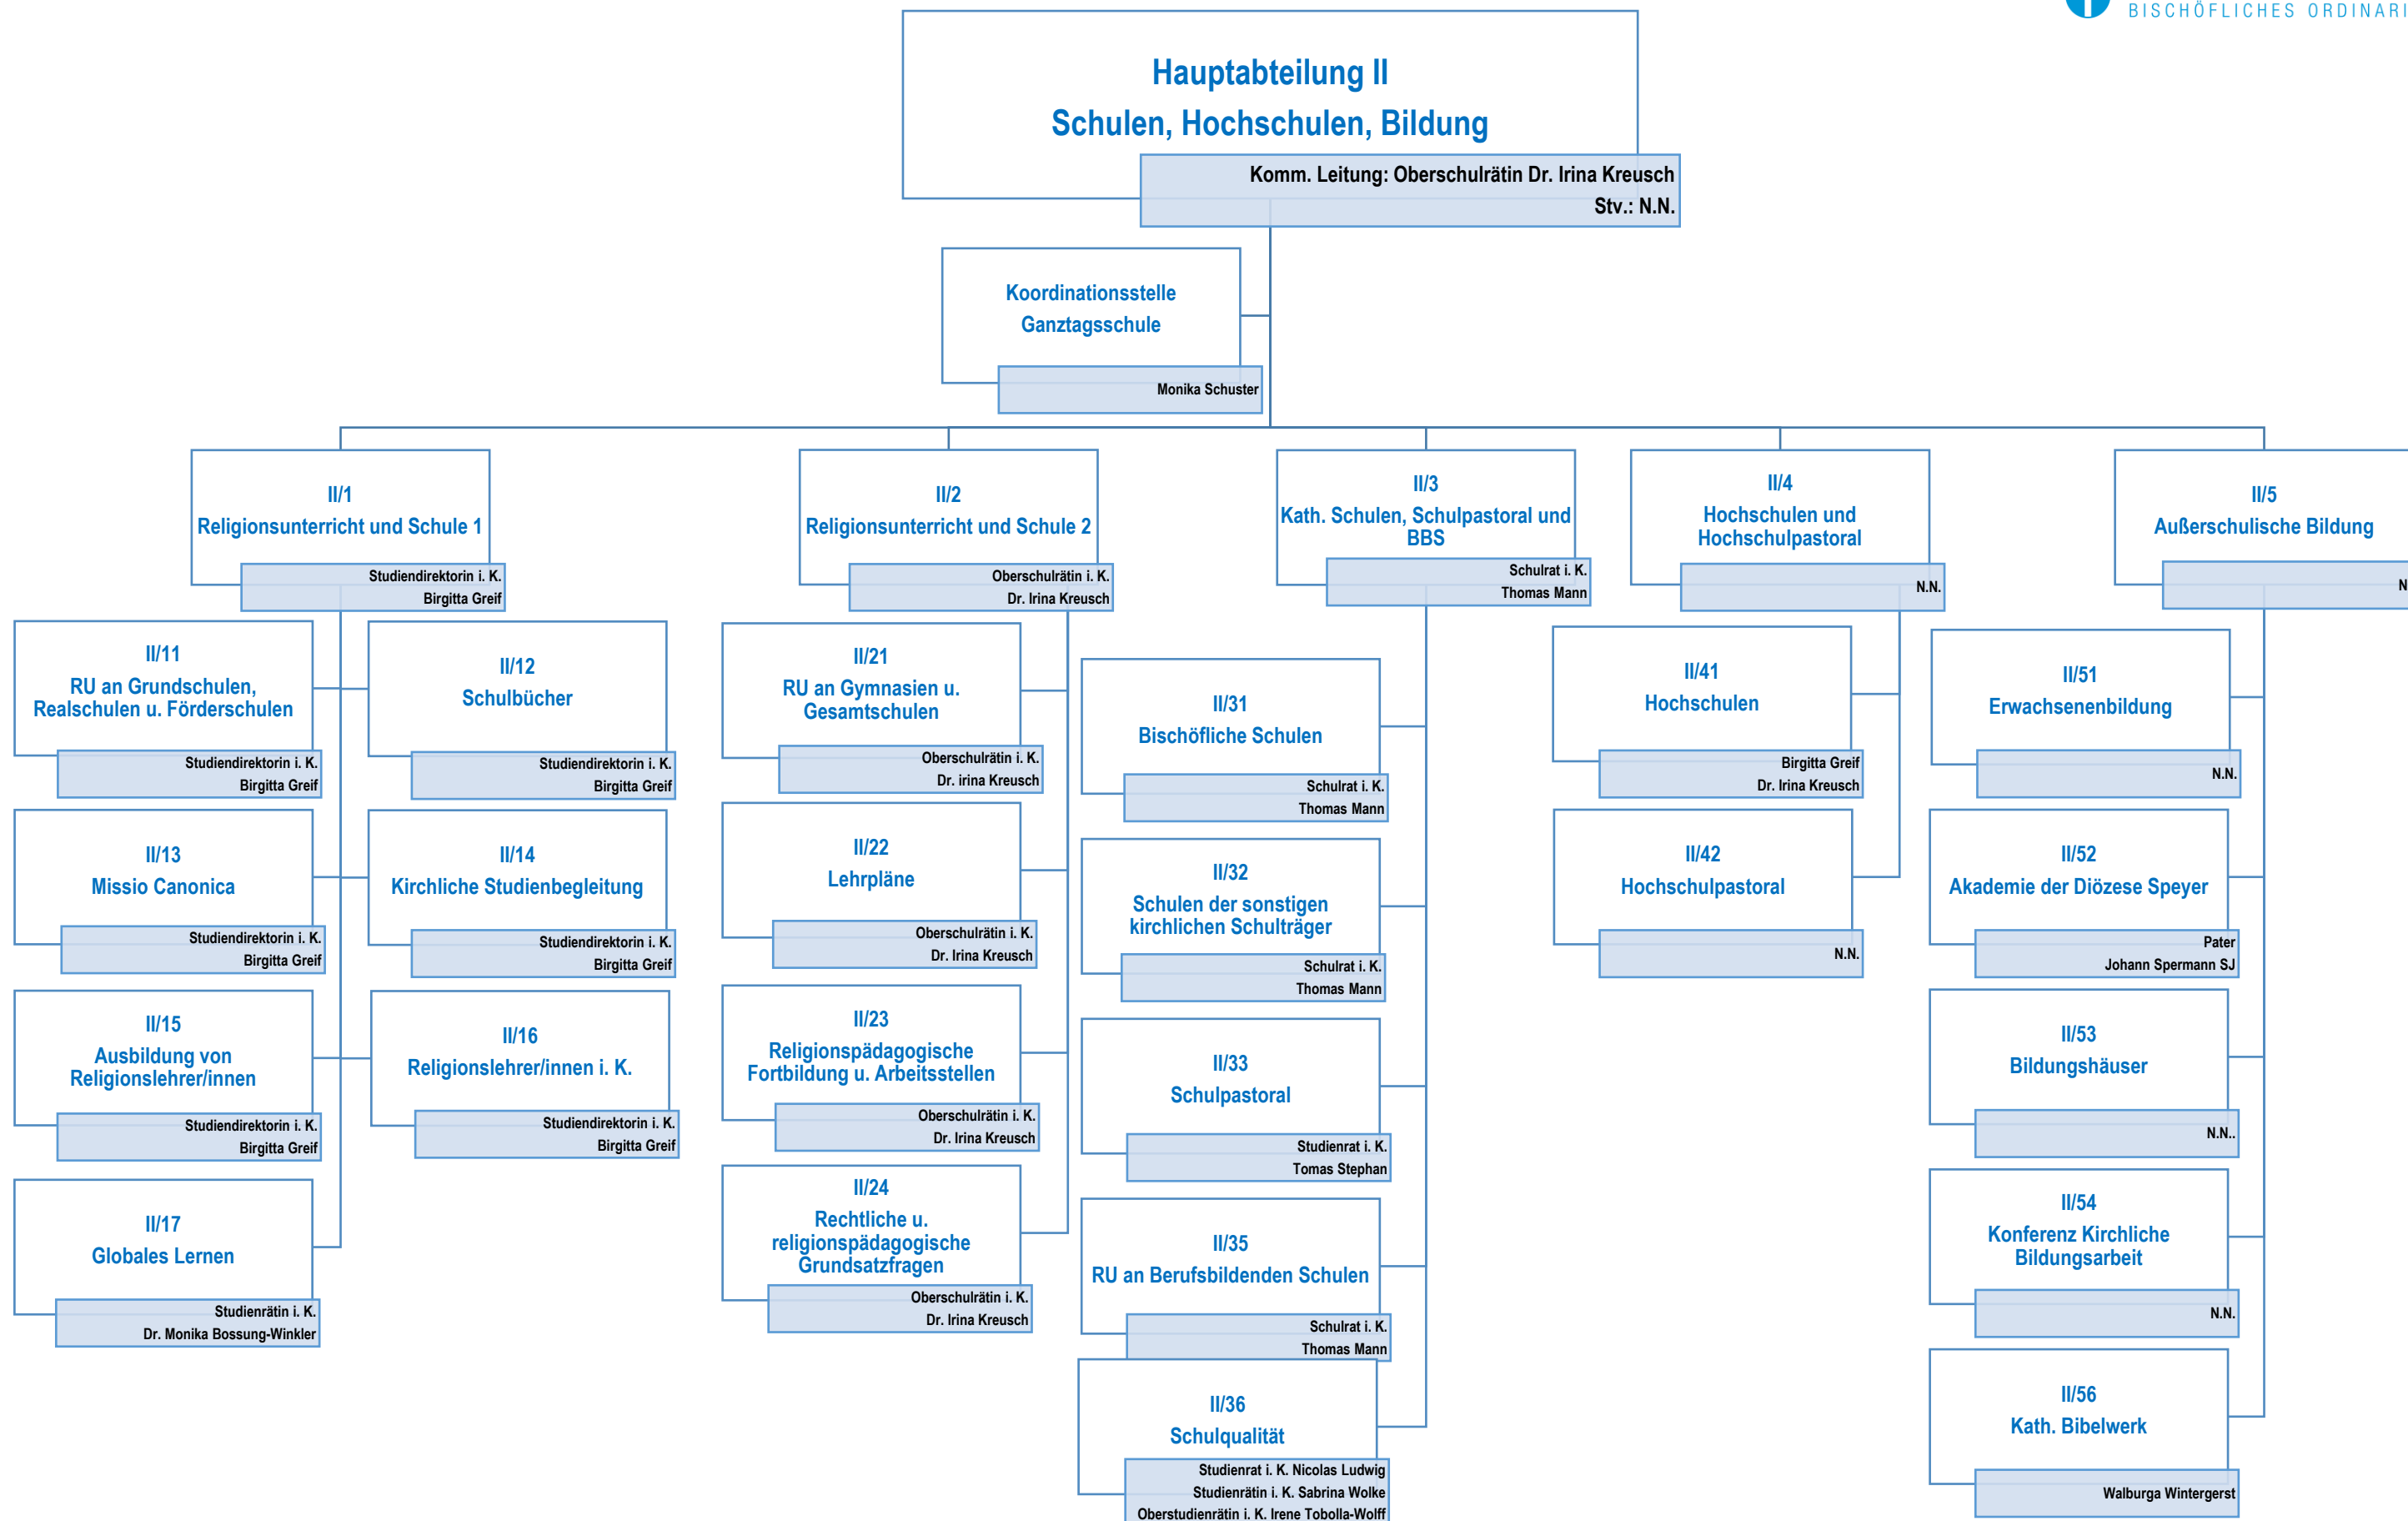 BISCHÖFLICHES ORDINARI
Hauptabteilung II
Schulen, Hochschulen, Bildung
Komm. Leitung: Oberschulrätin Dr. Irina Kreusch
Stv.: N.N.
Koordinationsstelle
Ganztagsschule
Monika Schuster
II/1
Religionsunterricht und Schule 1
Studiendirektorin i. K.
Birgitta Greif
II/2
Religionsunterricht und Schule 2
Oberschulrätin i. K.
Dr. Irina Kreusch
II/3
Kath. Schulen, Schulpastoral und
BBS
Schulrat i. K.
Thomas Mann
II/4
Hochschulen und
Hochschulpastoral
N.N.
II/5
Außerschulische Bildung
N
II/11
RU an Grundschulen,
Realschulen u. Förderschulen
Studiendirektorin i. K.
Birgitta Greif
II/12
Schulbücher
Studiendirektorin i. K.
Birgitta Greif
II/13
Missio Canonica
Studiendirektorin i. K.
Birgitta Greif
II/14
Kirchliche Studienbegleitung
Studiendirektorin i. K.
Birgitta Greif
II/15
Ausbildung von
Religionslehrer/innen
Studiendirektorin i. K.
Birgitta Greif
II/16
Religionslehrer/innen i. K.
Studiendirektorin i. K.
Birgitta Greif
II/17
Globales Lernen
Studienrätin i. K.
Dr. Monika Bossung-Winkler
II/21
RU an Gymnasien u.
Gesamtschulen
Oberschulrätin i. K.
Dr. irina Kreusch
II/22
Lehrpläne
Oberschulrätin i. K.
Dr. Irina Kreusch
II/23
Religionspädagogische
Fortbildung u. Arbeitsstellen
Oberschulrätin i. K.
Dr. Irina Kreusch
II/24
Rechtliche u.
religionspädagogische
Grundsatzfragen
Oberschulrätin i. K.
Dr. Irina Kreusch
II/31
Bischöfliche Schulen
Schulrat i. K.
Thomas Mann
II/32
Schulen der sonstigen
kirchlichen Schulträger
Schulrat i. K.
Thomas Mann
II/33
Schulpastoral
Studienrat i. K.
Tomas Stephan
II/35
RU an Berufsbildenden Schulen
Schulrat i. K.
Thomas Mann
II/36
Schulqualität
Studienrat i. K. Nicolas Ludwig
Studienrätin i. K. Sabrina Wolke
Oberstudienrätin i. K. Irene Tobolla-Wolff
II/41
Hochschulen
Birgitta Greif
Dr. Irina Kreusch
II/42
Hochschulpastoral
N.N.
II/51
Erwachsenenbildung
N.N.
II/52
Akademie der Diözese Speyer
Pater
Johann Spermann SJ
II/53
Bildungshäuser
N.N..
II/54
Konferenz Kirchliche
Bildungsarbeit
N.N.
II/56
Kath. Bibelwerk
Walburga Wintergerst